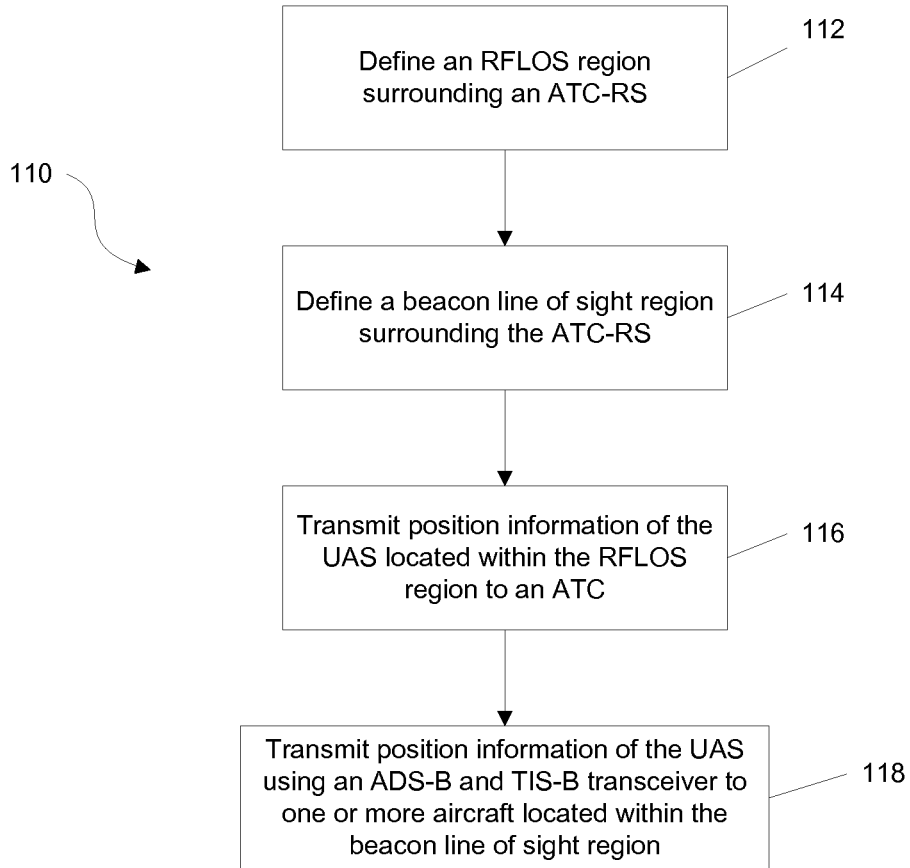 112
Define an RFLOS region
surrounding an ATC-RS
110
114
Define a beacon line of sight region
surrounding the ATC-RS
116
Transmit position information of the
UAS located within the RFLOS
region to an ATC
118
Transmit position information of the UAS
using an ADS-B and TIS-B transceiver to
one or more aircraft located within the
beacon line of sight region